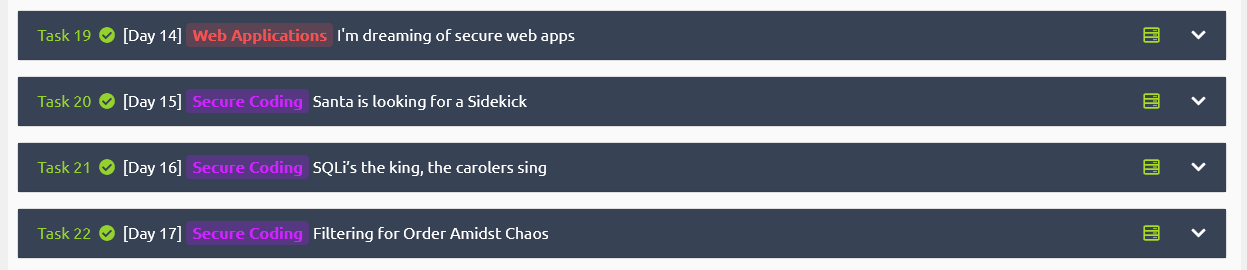 Task 19 [Day 14] Web Applications I'm dreaming of secure web apps
Task 20 [Day 15] Secure Coding Santa is looking for a Sidekick
Task 21 [Day 16] Secure Coding SQLi’s the king, the carolers sing
Task 22 [Day 17] Secure Coding Filtering for Order Amidst Chaos